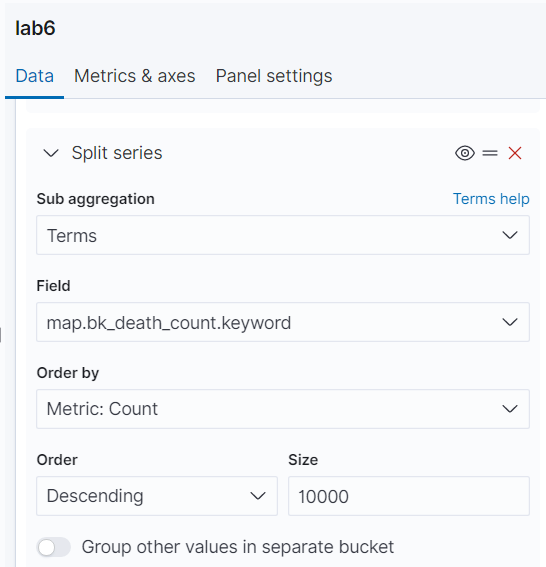 lab6
Data Metrics & axes Panel settings
Split series
Sub aggregation Terms help
Terms
Field
map.bk_death_count.keyword
Order by
Metric: Count
Order Size
Descending 10000
Group other values in separate bucket